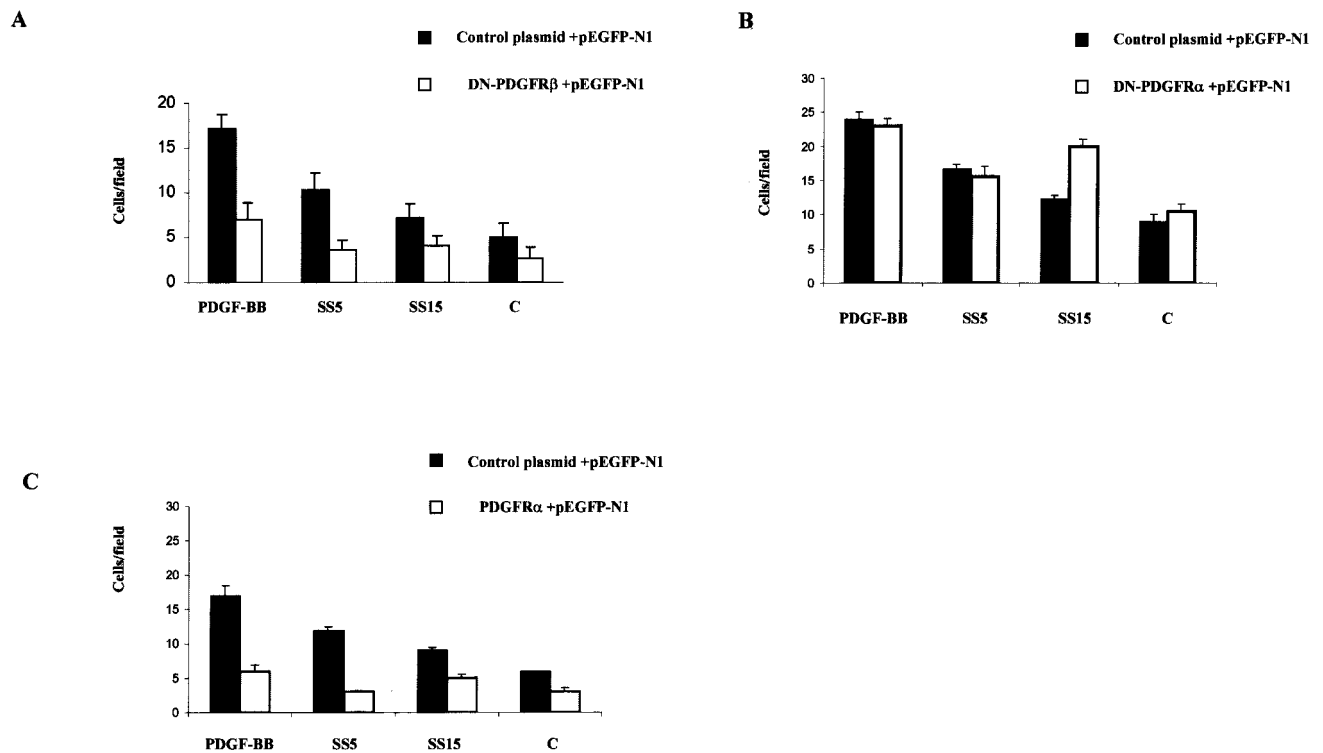 A
Control plasmid +pEGFP-N1
DN-PDGFRβ +pEGFP-N1
20
15
10
5
0
Cells/field
PDGF-BB SS5 SS15 C
B
Control plasmid +pEGFP-N1
DN-PDGFRα +pEGFP-N1
30
25
20
15
10
5
0
Cells/field
PDGF-BB SS5 SS15 C
C
Control plasmid +pEGFP-N1
PDGFRα +pEGFP-N1
30
25
20
15
10
5
0
Cells/field
PDGF-BB SS5 SS15 C